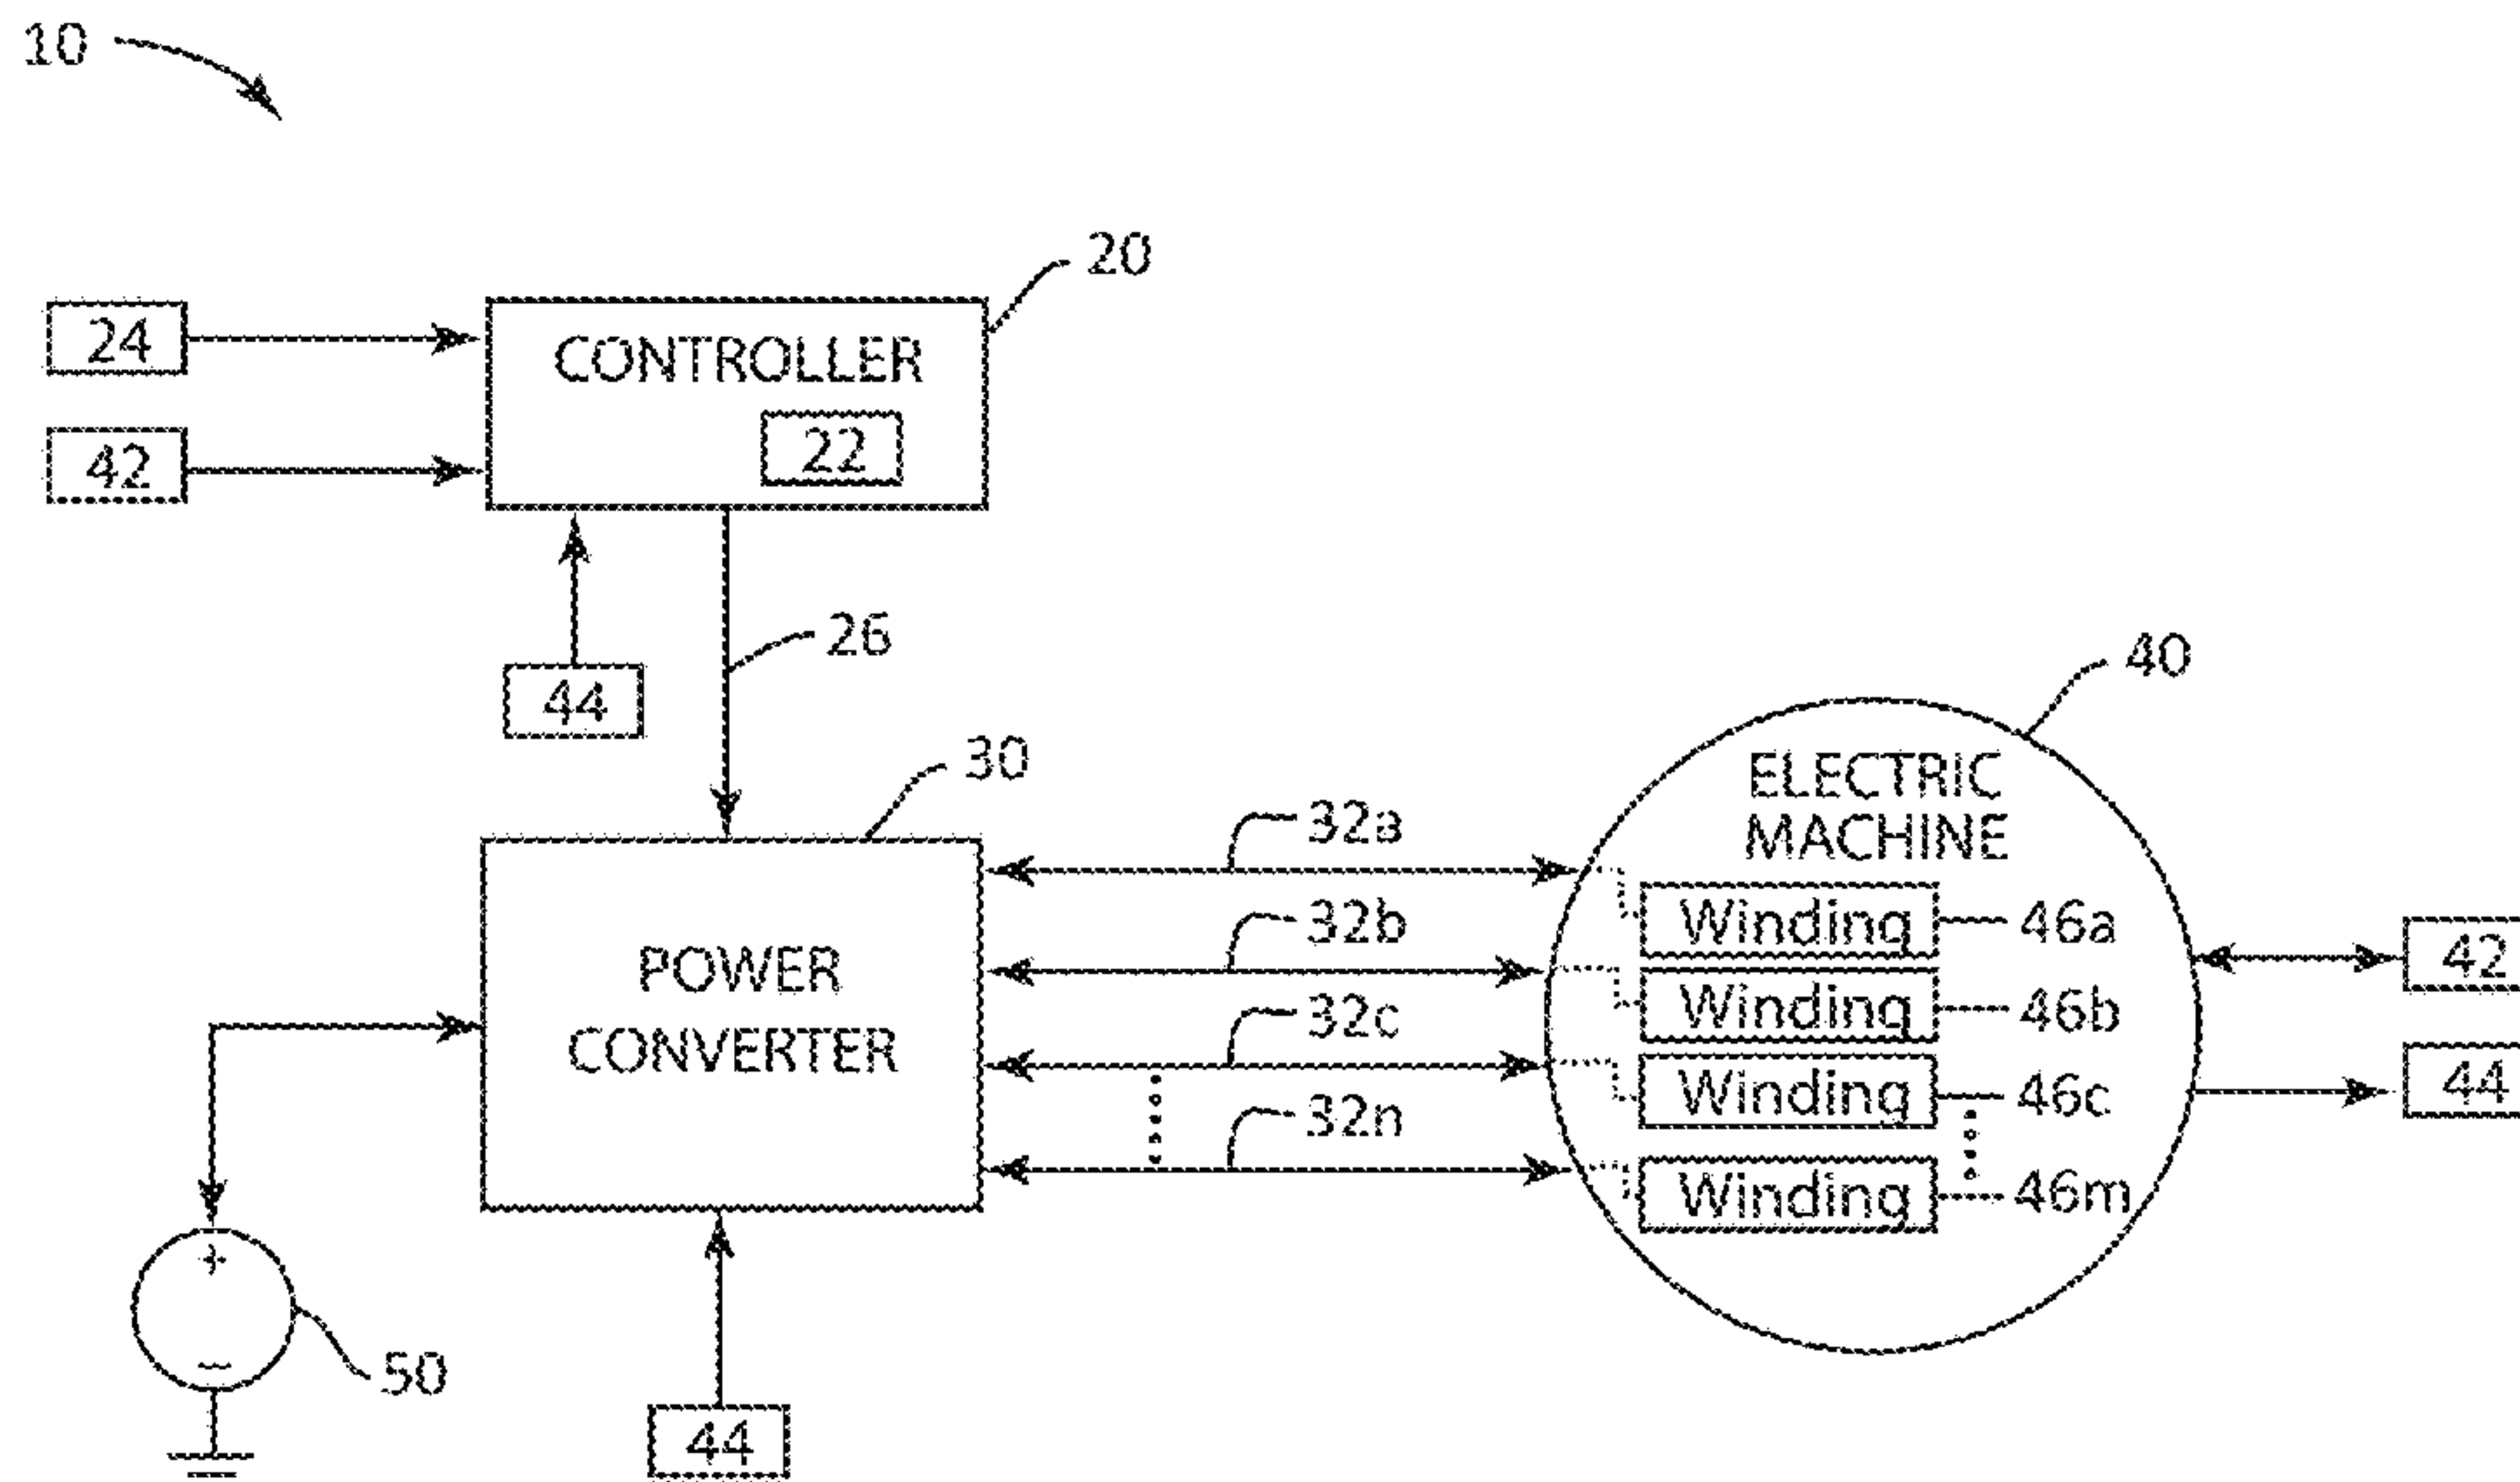 10
20
24
CONTROLLER
42
22
26
44
40
30
ELECTRIC
MACHINE
32a
Winding 46a
32b
POWER
CONVERTER
42
Winding 46b
32c
44
Winding 46c
32n
Winding 46m
+
−
50
44